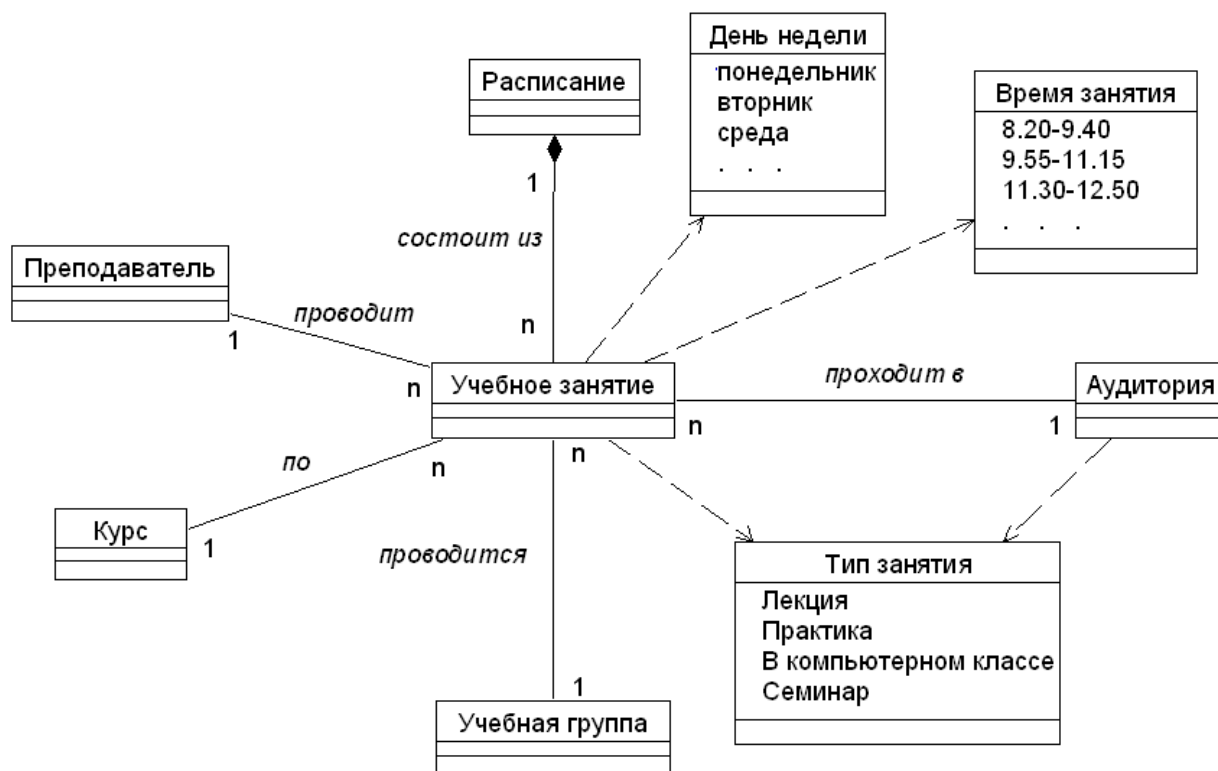 Расписание
День недели
понедельник
вторник
среда
. . .
Время занятия
8.20-9.40
9.55-11.15
11.30-12.50
. . .
1
состоит из
n
Преподаватель
проводит
1
n
Учебное занятие
проходит в
n
1
Аудитория
по
n
n
Курс
1
проводится
1
Учебная группа
Тип занятия
Лекция
Практика
В компьютерном классе
Семинар